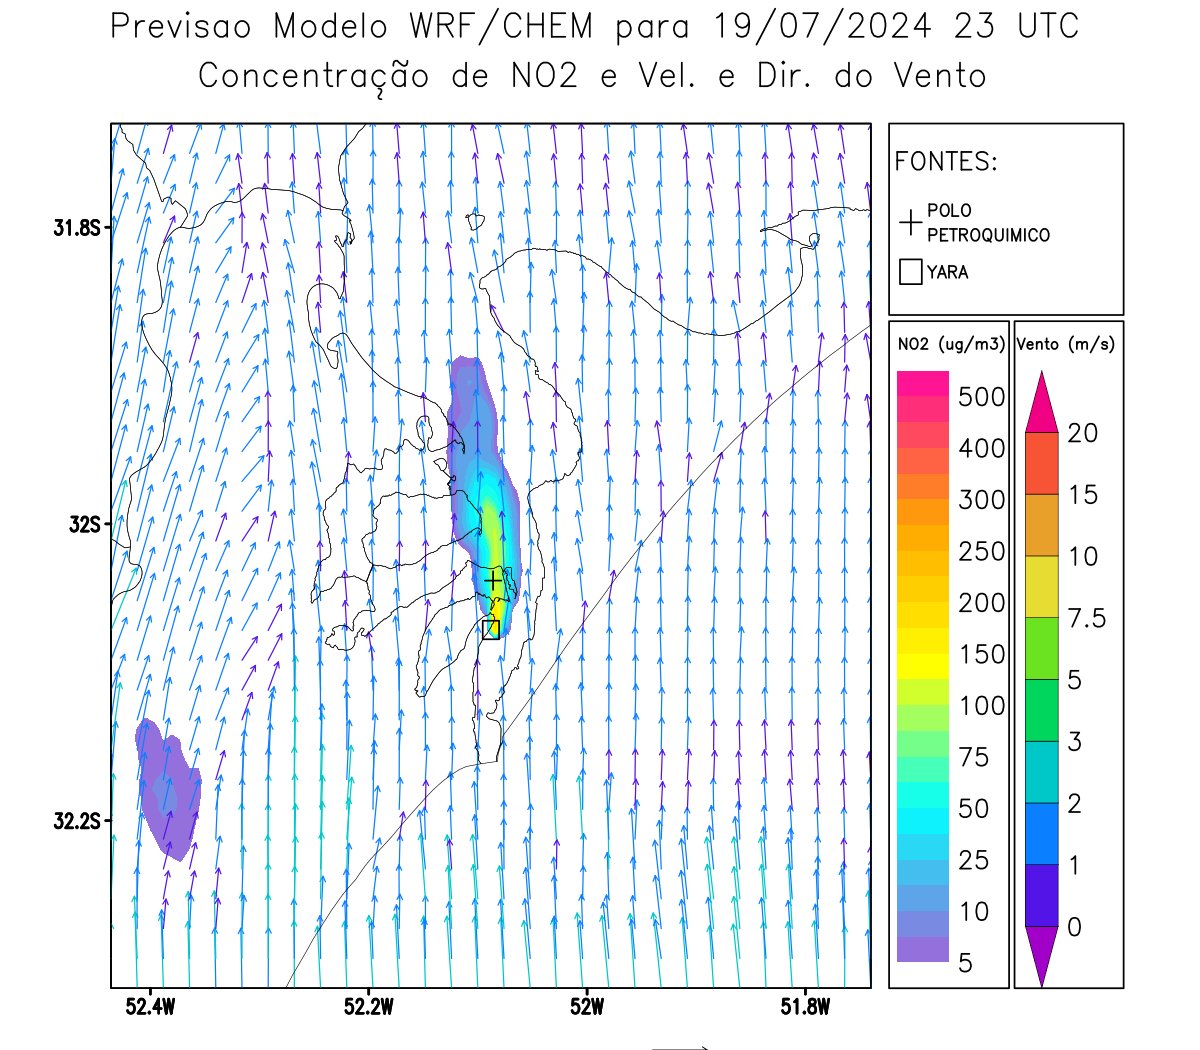 Previsao Modelo WRF/CHEM para 19/07/2024 23 UTC
Concentração de NO2 e Vel. e Dir. do Vento
FONTES:
POLO
PETROQUIMICO
YARA
31.8S
32S
32.2S
52.4W
52.2W
52W
51.8W
NO2 (ug/m3)
500
400
300
250
200
150
100
75
50
25
10
5
Vento (m/s)
20
15
10
7.5
5
3
2
1
0